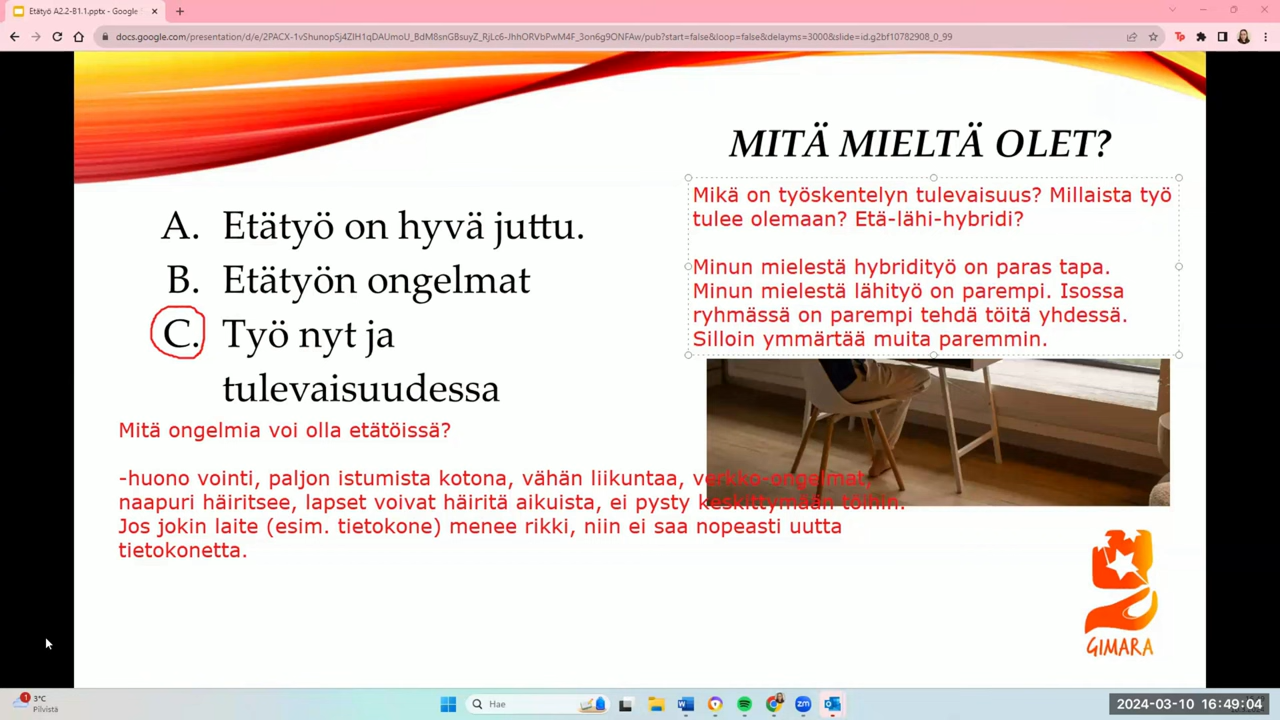 Etätyö A2.2-B1.1.pptx - Google
docs.google.com/presentation/d/e/2PACX-1vShunopSj4ZIH1qDAUmoU_BdM8snGBsuyZ_RjLc6-JhhORVbPwM4F_3on6g9ONFAw/pub?start=false&loop=false&delayms=3000&slide=id.g2bf10782908_0_99
MITÄ MIELTÄ OLET?
A. Etätyö on hyvä juttu.
B. Etätyön ongelmat
C. Työ nyt ja
tulevaisuudessa
Mikä on työskentelyn tulevaisuus? Millaista työ
tulee olemaan? Etä-lähi-hybridi?
Minun mielestä hybridityö on paras tapa.
Minun mielestä lähityö on parempi. Isossa
ryhmässä on parempi tehdä töitä yhdessä.
Silloin ymmärtää muita paremmin.
Mitä ongelmia voi olla etätöissä?
-huono vointi, paljon istumista kotona, vähän liikuntaa, verkko-ongelmat,
naapuri häiritsee, lapset voivat häiritä aikuista, ei pysty keskittymään töihin.
Jos jokin laite (esim. tietokone) menee rikki, niin ei saa nopeasti uutta
tietokonetta.
GIMARA
1
3°C
Pilvistä
Hae
zm
2024-03-10 16:49:04